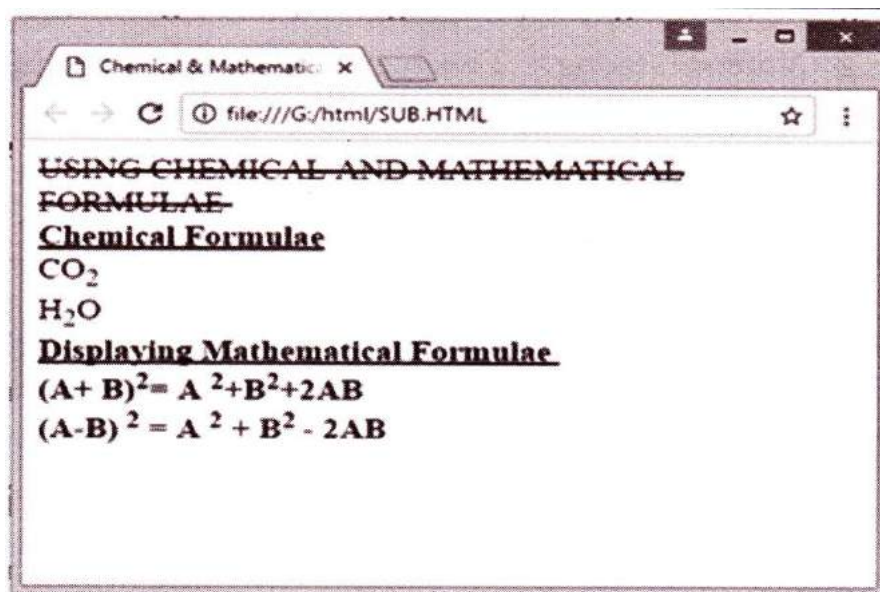 Chemical & Mathematic
file:///G:/html/SUB.HTML
USING CHEMICAL AND MATHEMATICAL
FORMULAE
Chemical Formulae
CO₂
H₂O
Displaying Mathematical Formulae
(A+ B)²= A ²+B²+2AB
(A-B) ² = A ² + B² - 2AB